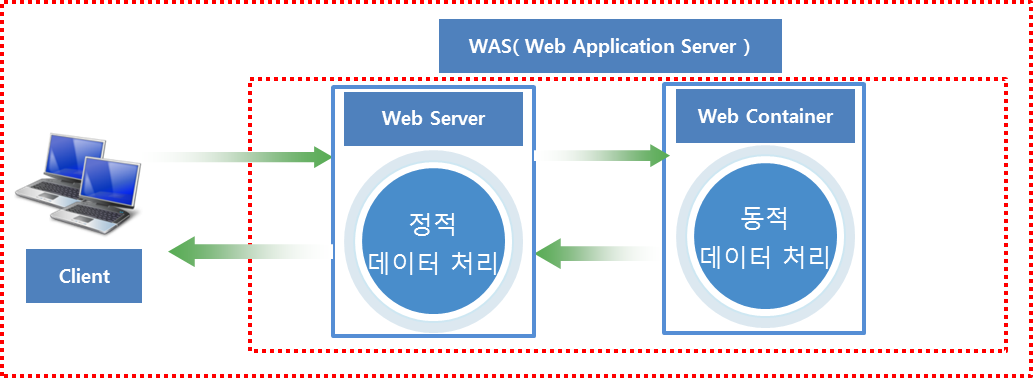 WAS( Web Application Server )
Web Server
Web Container
정적
데이터 처리
동적
데이터 처리
Client